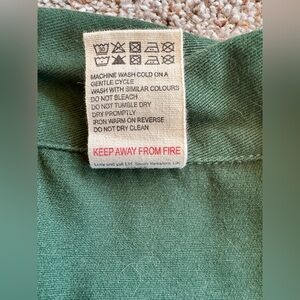 MACHINE WASH COLD ON A
GENTLE CYCLE
WASH WITH SIMILAR COLOURS
DO NOT BLEACH
DO NOT TUMBLE DRY
DRY PROMPTLY
IRON WARM ON REVERSE
DO NOT DRY CLEAN
KEEP AWAY FROM FIRE